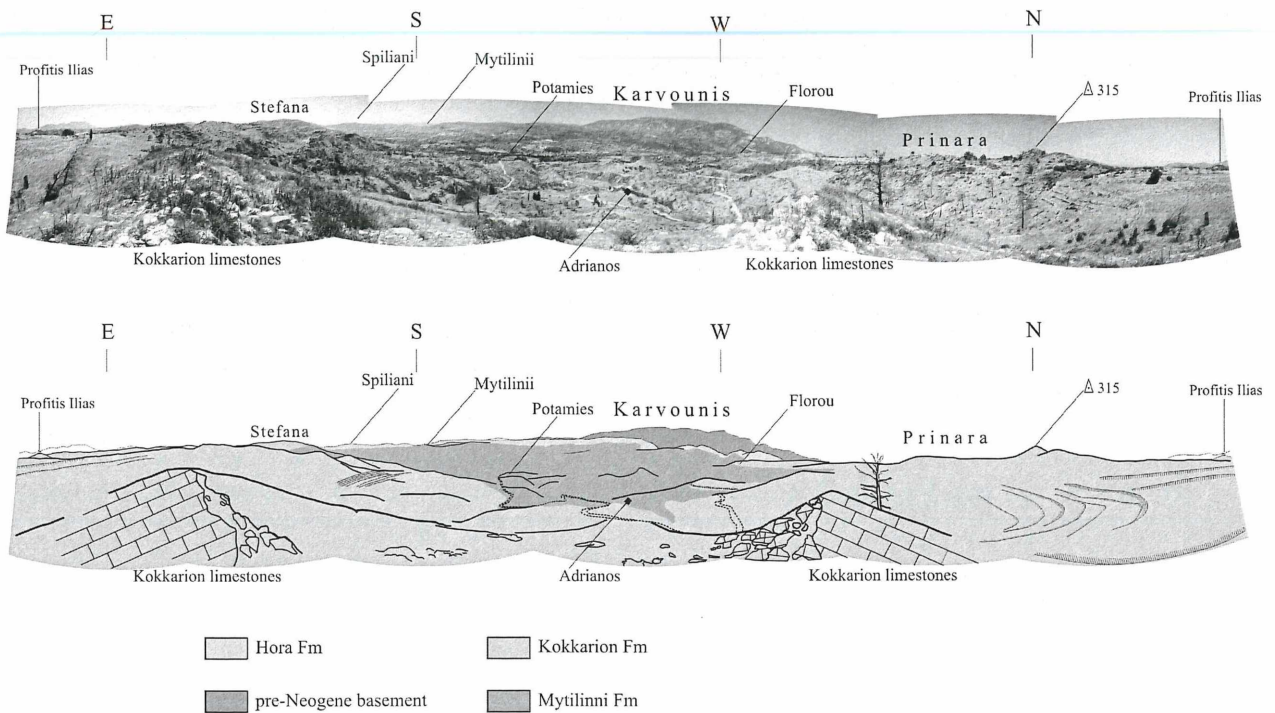 E S W N
Spiliani Mytilinii
Profitis Ilias Stefana Potamies Karvounis Florou Prinara 315 Profitis Ilias
Kokkarion limestones Adrianos Kokkarion limestones
E S W N
Spiliani Mytilinii
Profitis Ilias Stefana Potamies Karvounis Florou Prinara 315 Profitis Ilias
Kokkarion limestones Adrianos Kokkarion limestones
Hora Fm Kokkarion Fm
pre-Neogene basement Mytilinni Fm